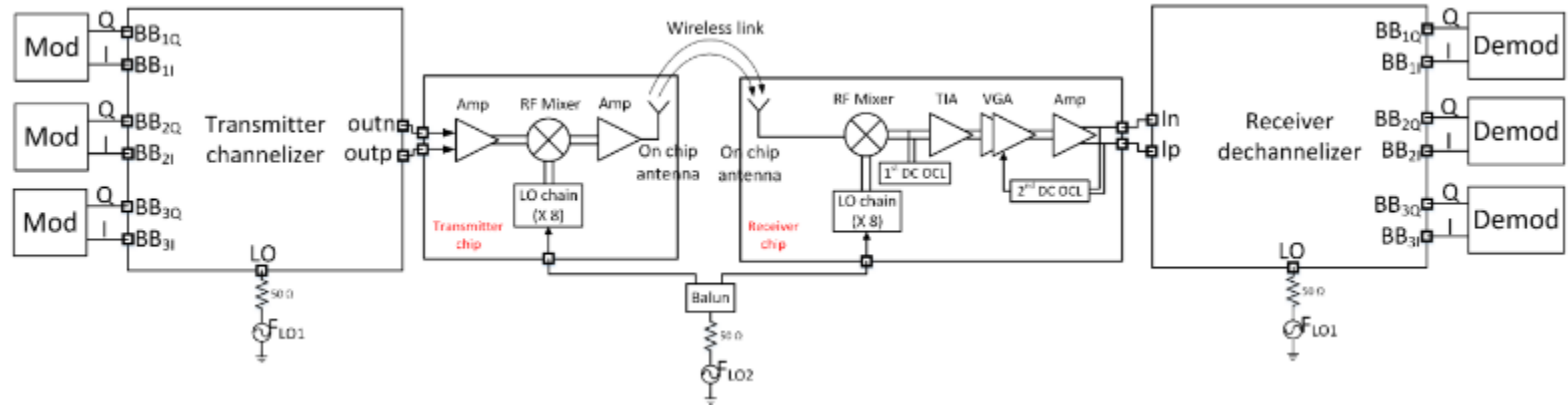 Mod
Q
I
BB1Q
BB1I
Mod
Q
I
BB2Q
BB2I
Mod
Q
I
BB3Q
BB3I
Transmitter
channelizer
outn
outp
LO
50 Ω
FLO1
Amp
RF Mixer
Amp
On chip
antenna
LO chain
(X 8)
Transmitter
chip
Wireless link
Balun
50 Ω
FLO2
On chip
antenna
RF Mixer
TIA
VGA
Amp
1st DC OCL
2nd DC OCL
LO chain
(X 8)
Receiver
chip
In
Ip
Receiver
dechannelizer
LO
50 Ω
FLO1
BB1Q
BB1I
Q
I
Demod
BB2Q
BB2I
Q
I
Demod
BB3Q
BB3I
Q
I
Demod